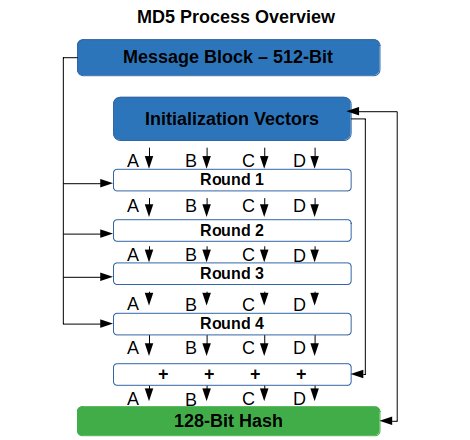 MD5 Process Overview
Message Block – 512-Bit
Initialization Vectors
A B C D
Round 1
A B C D
Round 2
A B C D
Round 3
A B C D
Round 4
A B C D
+ + + +
A B C D
128-Bit Hash